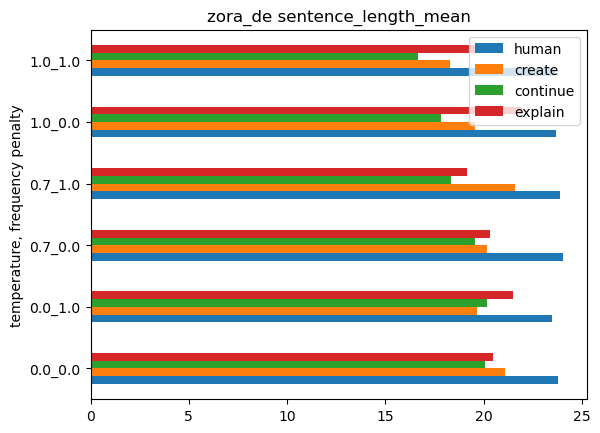 zora_de sentence_length_mean
human
create
continue
explain
temperature, frequency penalty
1.0_1.0
1.0_0.0
0.7_1.0
0.7_0.0
0.0_1.0
0.0_0.0
0 5 10 15 20 25